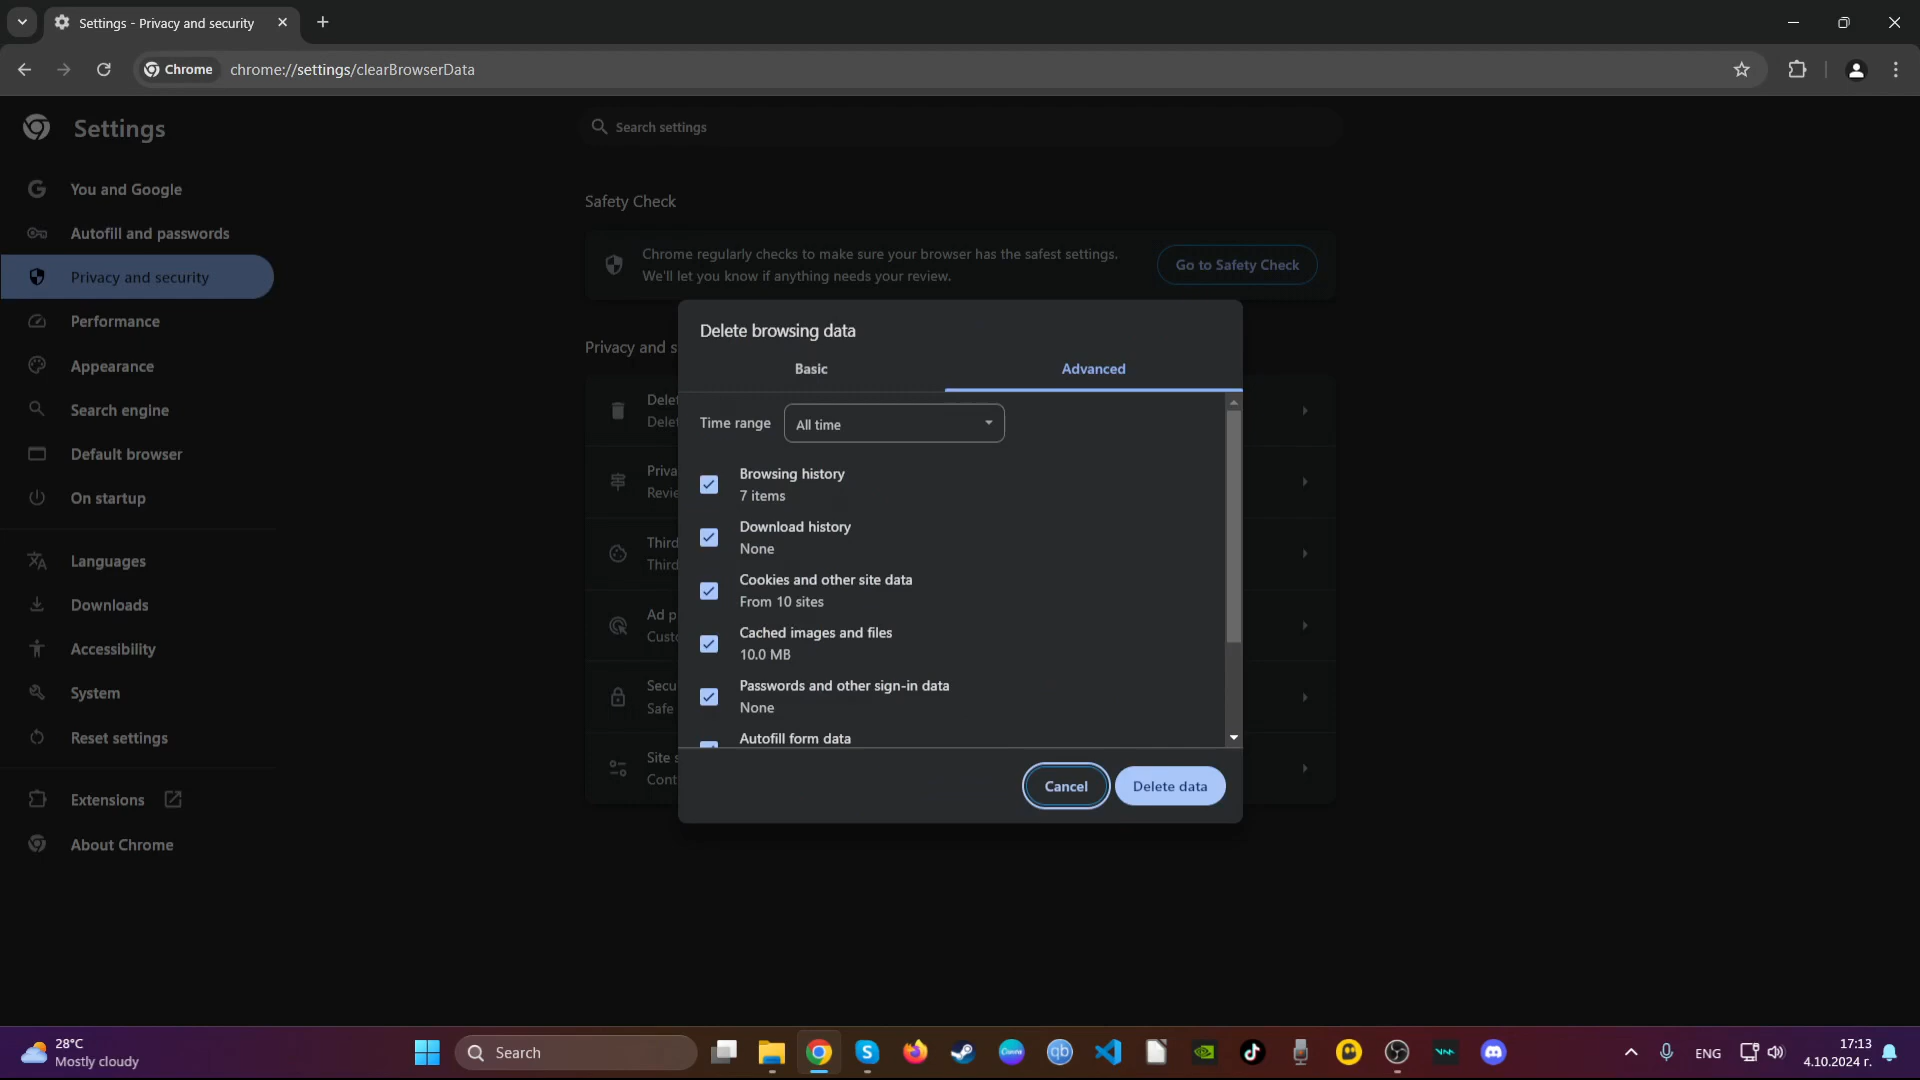 Settings - Privacy and security
Chrome
chrome://settings/clearBrowserData
Settings
Search settings
You and Google
Autofill and passwords
Privacy and security
Performance
Appearance
Search engine
Default browser
On startup
Languages
Downloads
Accessibility
System
Reset settings
Extensions
About Chrome
Safety Check
Chrome regularly checks to make sure your browser has the safest settings.
We'll let you know if anything needs your review.
Go to Safety Check
Privacy and s
Delet
Delet
Priva
Revie
Third
Third
Ad p
Custo
Secu
Safe
Site s
Cont
Delete browsing data
Basic
Advanced
Time range
All time
Browsing history
7 items
Download history
None
Cookies and other site data
From 10 sites
Cached images and files
10.0 MB
Passwords and other sign-in data
None
Autofill form data
Cancel
Delete data
28°C
Mostly cloudy
Search
Canva
qb
ENG
17:13
4.10.2024 г.